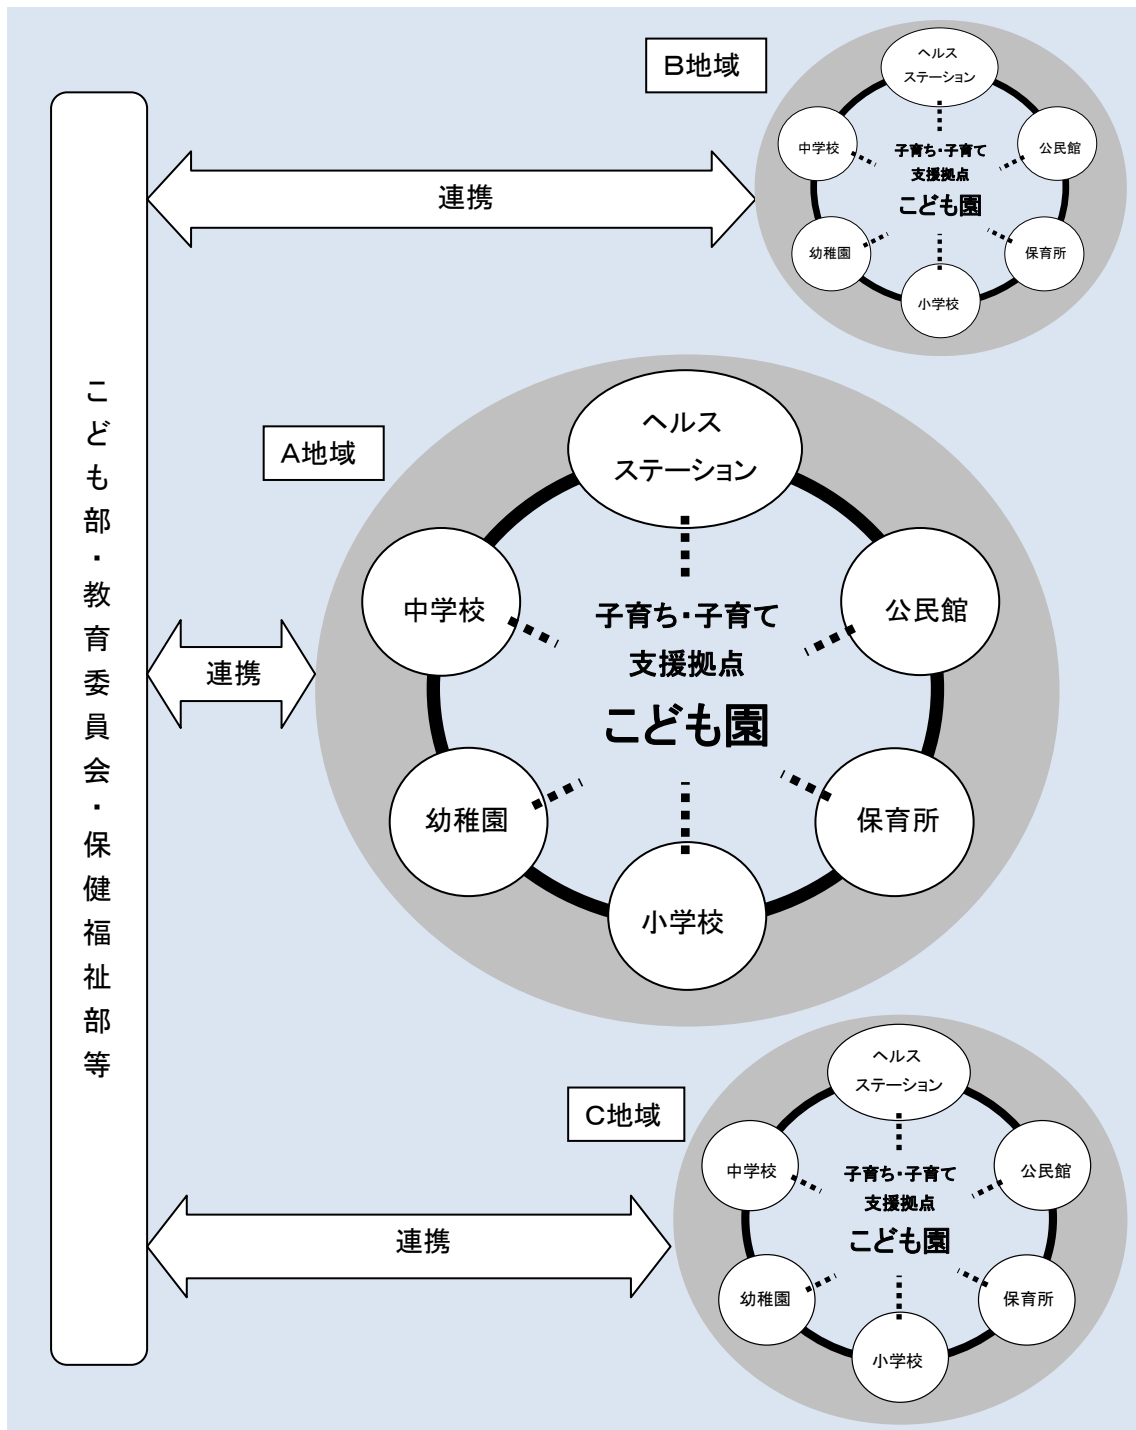 こども部・教育委員会・保健福祉部等
B地域
連携
ヘルス
ステーション
中学校
公民館
子育ち・子育て
支援拠点
こども園
幼稚園
保育所
小学校
A地域
連携
ヘルス
ステーション
中学校
公民館
子育ち・子育て
支援拠点
こども園
幼稚園
保育所
小学校
C地域
連携
ヘルス
ステーション
中学校
公民館
子育ち・子育て
支援拠点
こども園
幼稚園
保育所
小学校